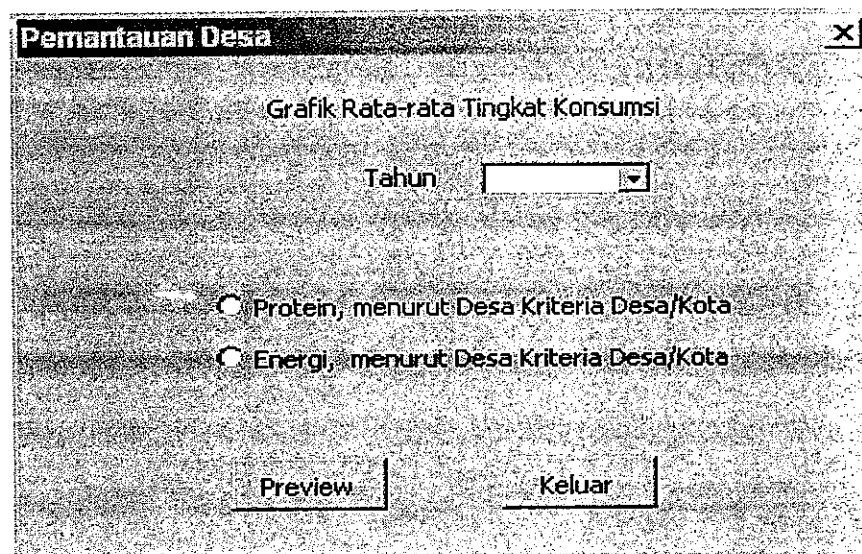 Pemantauan Desa
Grafik Rata-rata Tingkat Konsumsi
Tahun
Protein, menurut Desa Kriteria Desa/Kota
Energi, menurut Desa Kriteria Desa/Kota
Preview Keluar